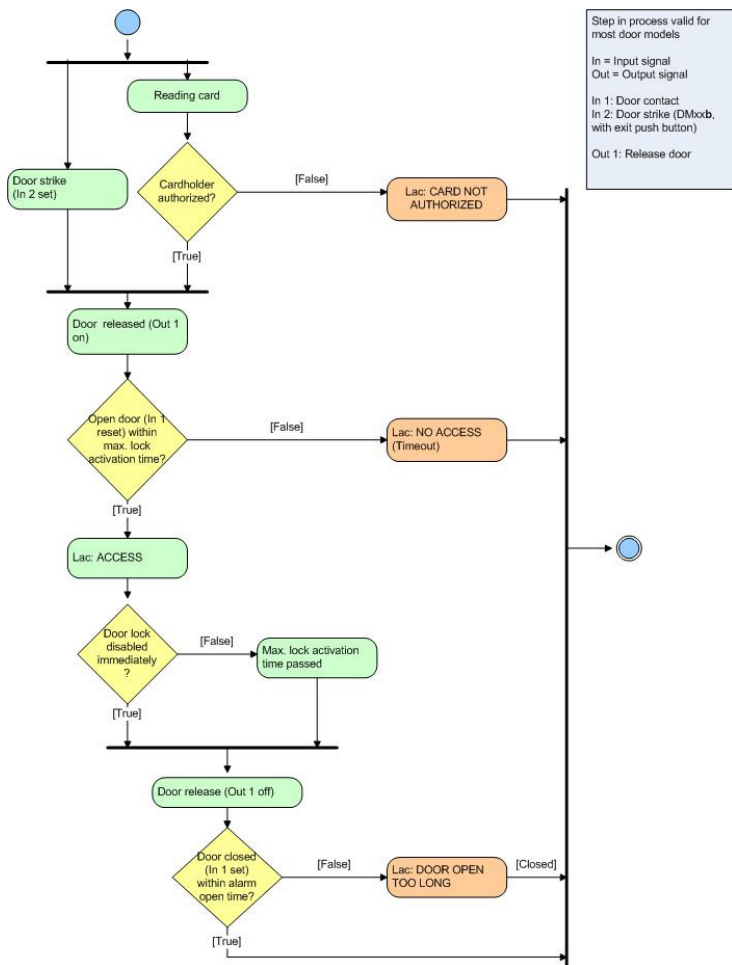 Step in process valid for
most door models
In = Input signal
Out = Output signal
In 1: Door contact
In 2: Door strike (DMxxb,
with exit push button)
Out 1: Release door
Reading card
Door strike
(In 2 set)
Cardholder
authorized?
[False]
Lac: CARD NOT
AUTHORIZED
[True]
Door released (Out 1
on)
Open door (In 1
reset) within
max. lock
activation time?
[False]
Lac: NO ACCESS
(Timeout)
[True]
Lac: ACCESS
Door lock
disabled
immediately
?
[False]
Max. lock activation
time passed
[True]
Door release (Out 1 off)
Door closed
(In 1 set)
within alarm
open time?
[False]
Lac: DOOR OPEN
TOO LONG
[Closed]
[True]